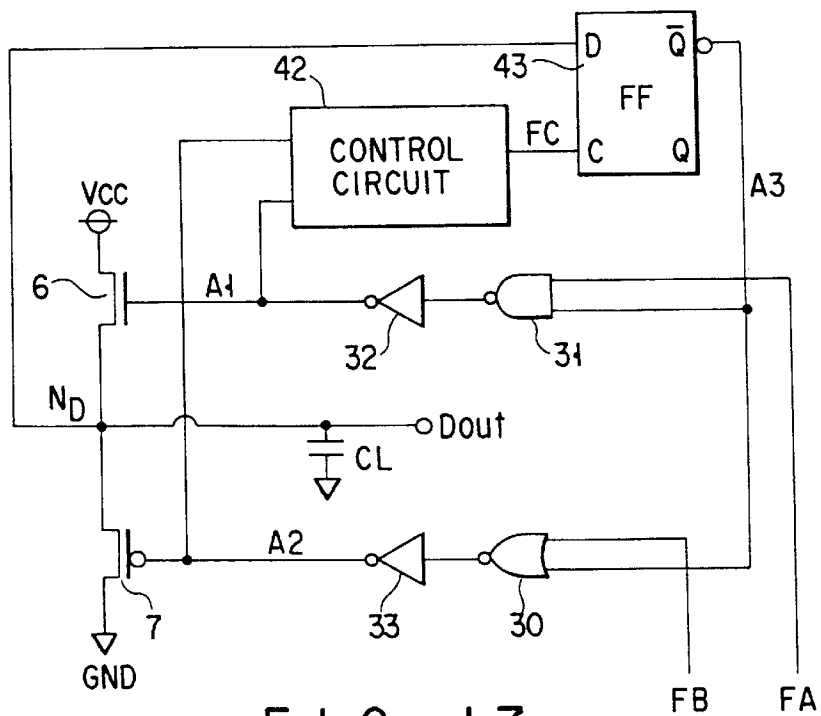 42
43
D
Q̅
FF
C
Q
FC
CONTROL
CIRCUIT
A3
VCC
6
A1
32
31
ND
Dout
CL
A2
7
33
30
GND
FB
FA